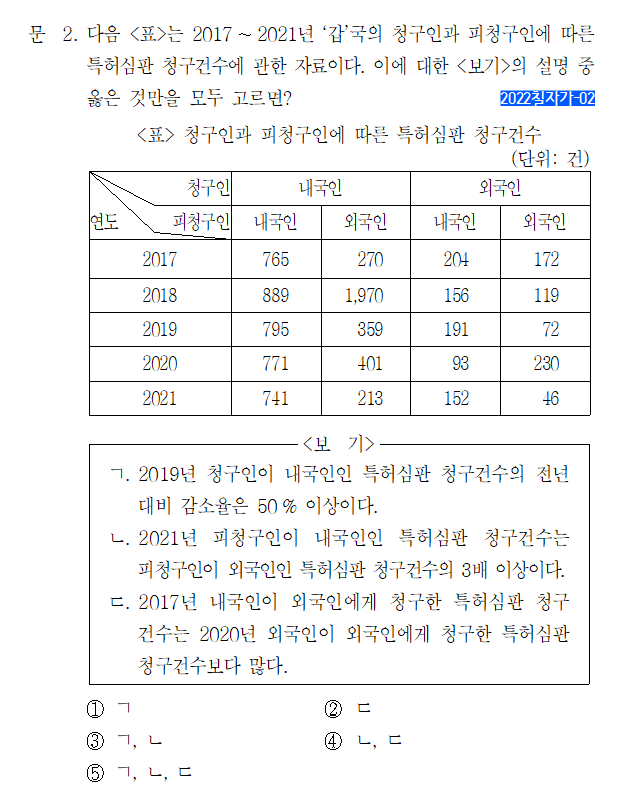 문 2. 다음 <표>는 2017 ~ 2021년 ‘갑’국의 청구인과 피청구인에 따른
특허심판 청구건수에 관한 자료이다. 이에 대한 <보기>의 설명 중
옳은 것만을 모두 고르면?
2022칠자가-02
<표> 청구인과 피청구인에 따른 특허심판 청구건수
(단위: 건)
청구인 내국인 외국인
연도 피청구인 내국인 외국인 내국인 외국인
2017 765 270 204 172
2018 889 1,970 156 119
2019 795 359 191 72
2020 771 401 93 230
2021 741 213 152 46
<보 기>
ㄱ. 2019년 청구인이 내국인인 특허심판 청구건수의 전년
대비 감소율은 50 % 이상이다.
ㄴ. 2021년 피청구인이 내국인인 특허심판 청구건수는
피청구인이 외국인인 특허심판 청구건수의 3배 이상이다.
ㄷ. 2017년 내국인이 외국인에게 청구한 특허심판 청구
건수는 2020년 외국인이 외국인에게 청구한 특허심판
청구건수보다 많다.
① ㄱ ② ㄷ
③ ㄱ, ㄴ ④ ㄴ, ㄷ
⑤ ㄱ, ㄴ, ㄷ